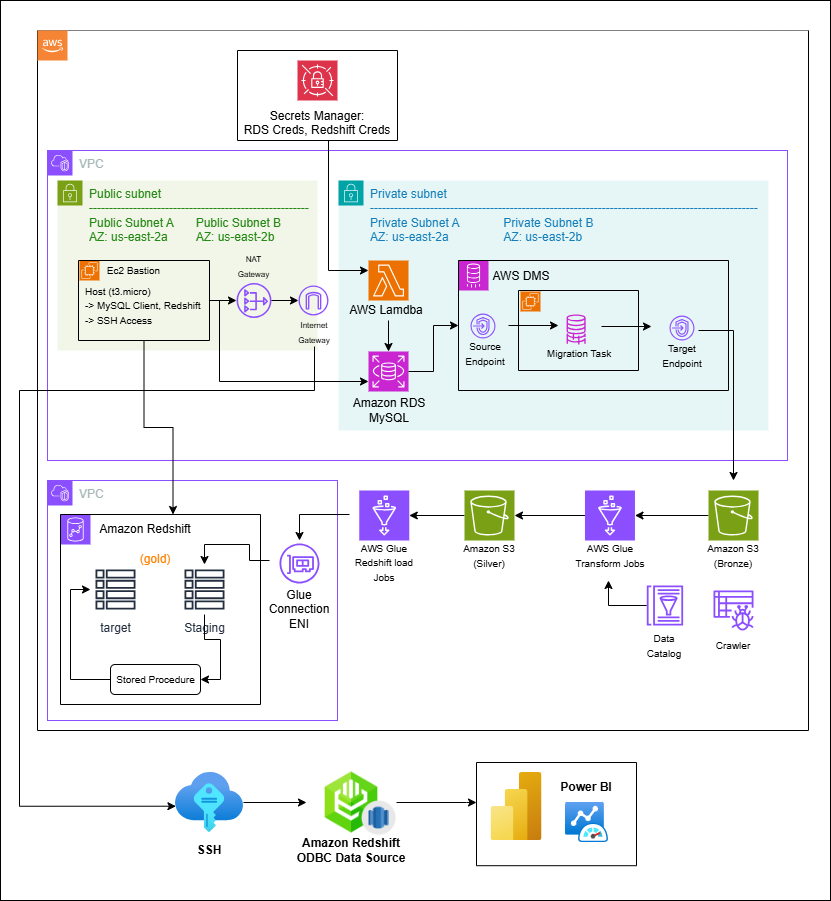 aws
Secrets Manager:
RDS Creds, Redshift Creds
VPC
Public subnet
Public Subnet A
AZ: us-east-2a
Public Subnet B
AZ: us-east-2b
Private subnet
Private Subnet A
AZ: us-east-2a
Private Subnet B
AZ: us-east-2b
Ec2 Bastion
Host (t3.micro)
-> MySQL Client, Redshift
-> SSH Access
NAT
Gateway
Internet
Gateway
AWS Lamdba
Amazon RDS
MySQL
AWS DMS
Source
Endpoint
Migration Task
Target
Endpoint
VPC
Amazon Redshift
(gold)
target
Staging
Stored Procedure
Glue
Connection
ENI
AWS Glue
Redshift load
Jobs
Amazon S3
(Silver)
AWS Glue
Transform Jobs
Amazon S3
(Bronze)
Data
Catalog
Crawler
SSH
Amazon Redshift
ODBC Data Source
Power BI